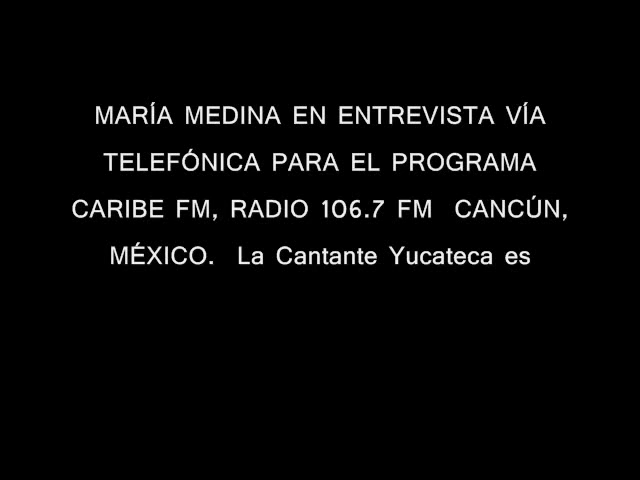 MARÍA MEDINA EN ENTREVISTA VÍA
TELEFÓNICA PARA EL PROGRAMA
CARIBE FM, RADIO 106.7 FM  CANCÚN,
MÉXICO.  La Cantante Yucateca es